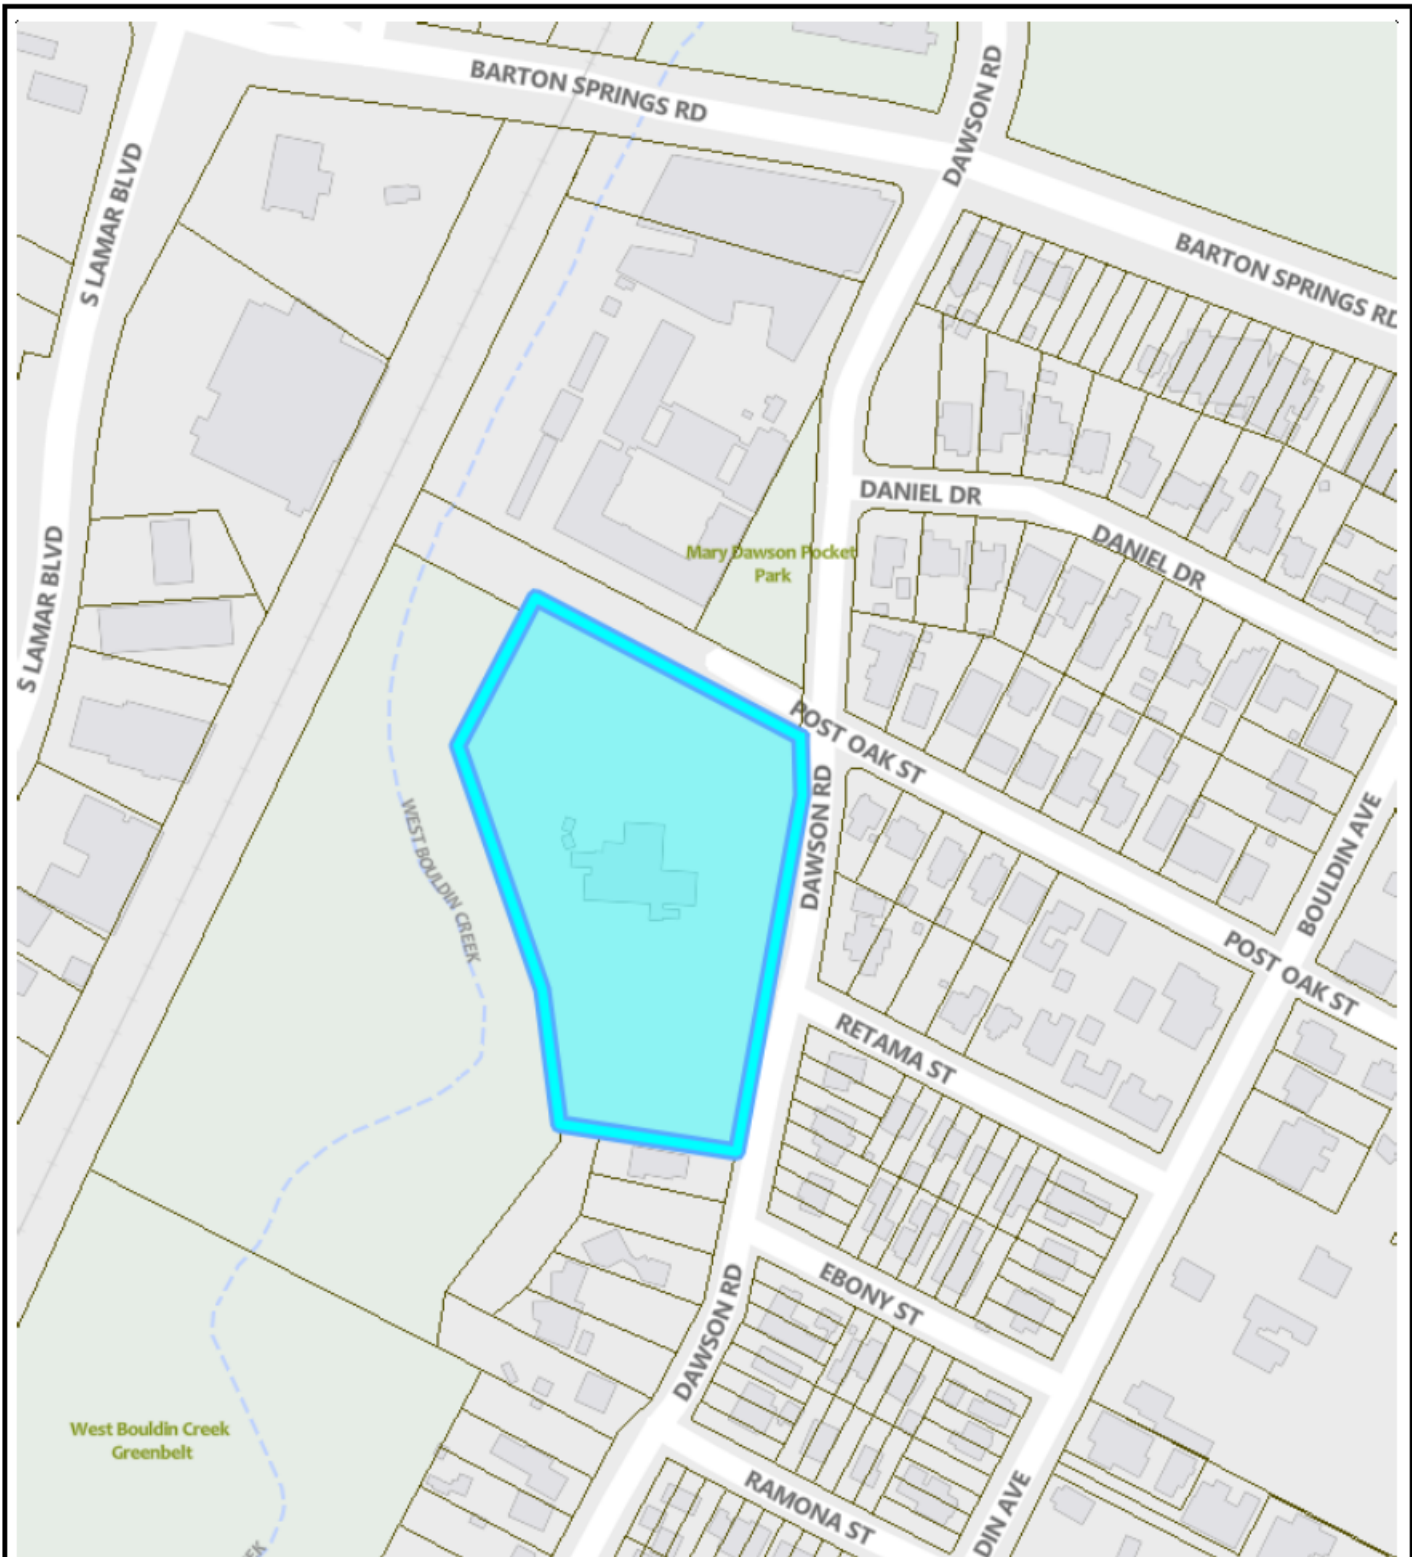 BARTON SPRINGS RD
DAWSON RD
S LAMAR BLVD
BARTON SPRINGS RD
DANIEL DR
DANIEL DR
Mary Dawson Pocket
Park
S LAMAR BLVD
POST OAK ST
DAWSON RD
WEST BOULDIN CREEK
BOULDIN AVE
POST OAK ST
RETAMA ST
EBONY ST
DAWSON RD
West Bouldin Creek
Greenbelt
RAMONA ST
DIN AVE
EK